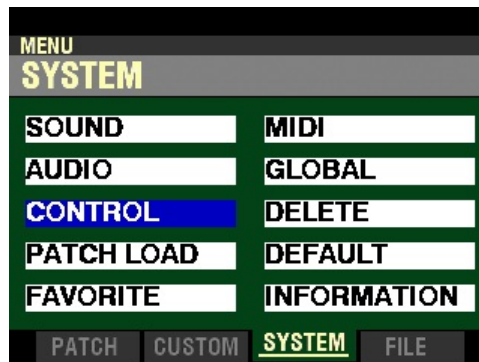 MENU
SYSTEM
SOUND
MIDI
AUDIO
GLOBAL
CONTROL
DELETE
PATCH LOAD
DEFAULT
FAVORITE
INFORMATION
PATCH CUSTOM SYSTEM FILE